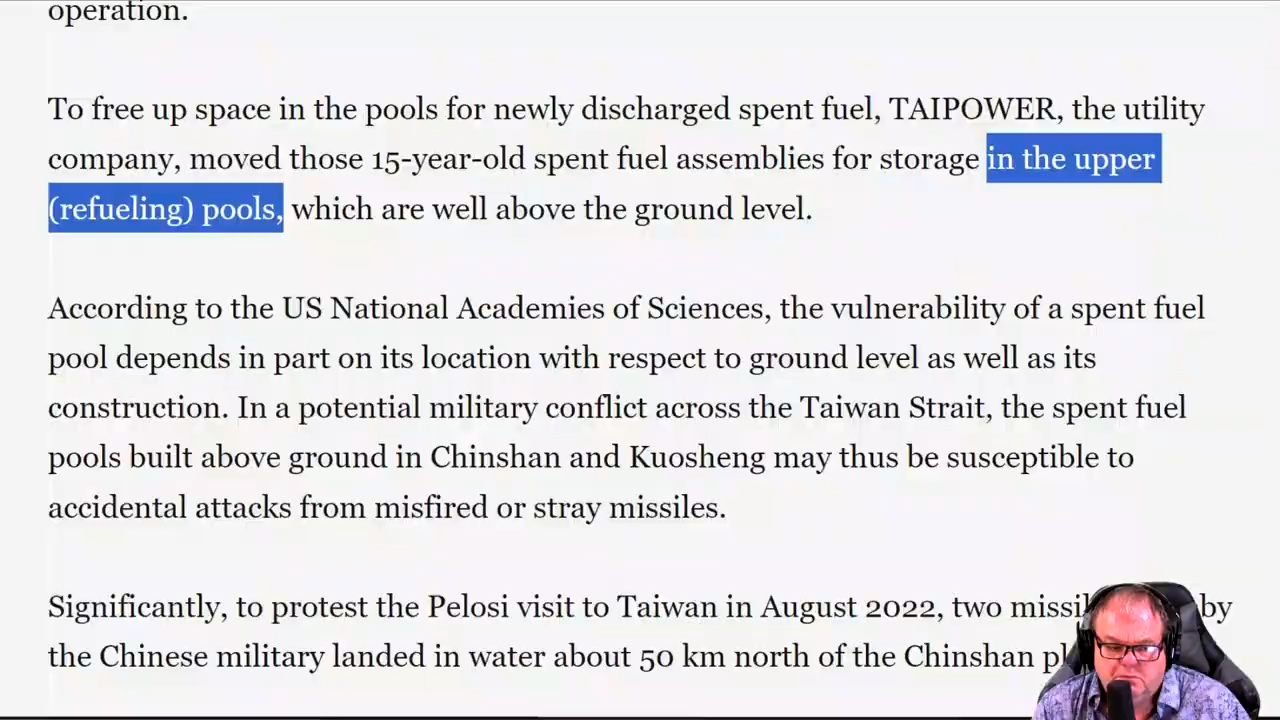 operation.
To free up space in the pools for newly discharged spent fuel, TAIPOWER, the utility
company, moved those 15-year-old spent fuel assemblies for storage in the upper
(refueling) pools, which are well above the ground level.
According to the US National Academies of Sciences, the vulnerability of a spent fuel
pool depends in part on its location with respect to ground level as well as its
construction. In a potential military conflict across the Taiwan Strait, the spent fuel
pools built above ground in Chinshan and Kuosheng may thus be susceptible to
accidental attacks from misfired or stray missiles.
Significantly, to protest the Pelosi visit to Taiwan in August 2022, two by
the Chinese military landed in water about 50 km north of the Chinshan